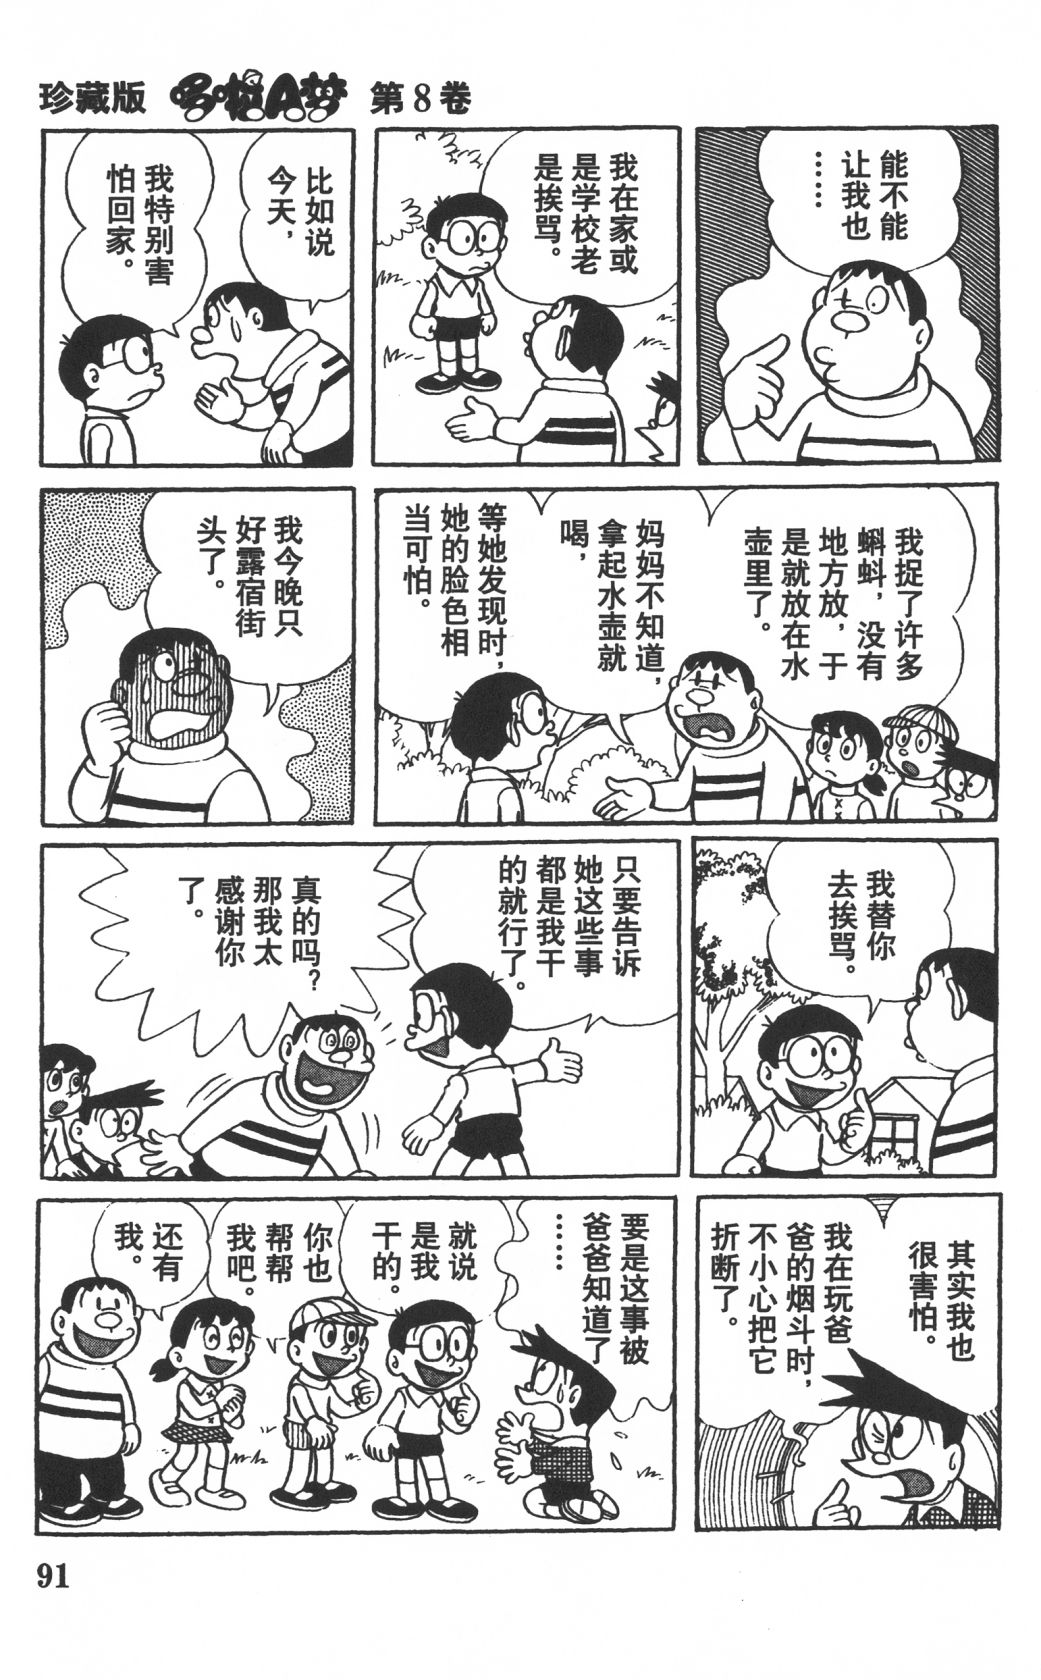 珍藏版 哆啦A梦 第8卷
能不能
让我也
……
我在家或
是学校老
是挨骂。
比如说
今天,
我特别害
怕回家。
我捉了许多
蝌蚪,没有
地方放,于
是就放在水
壶里了。
妈妈不知道,
拿起水壶就
喝,
等她发现时,
她的脸色相
当可怕。
我今晚只
好露宿街
头了。
我替你
去挨骂。
只要告诉
她这些事
都是我干
的就行了。
真的吗?
那我太
感谢你
了。
其实我也
很害怕。
我在玩爸
爸的烟斗时,
不小心把它
折断了。
要是这事被
爸爸知道了
……
就说
是我
干的。
你也
帮帮
我吧。
还有
我。
91